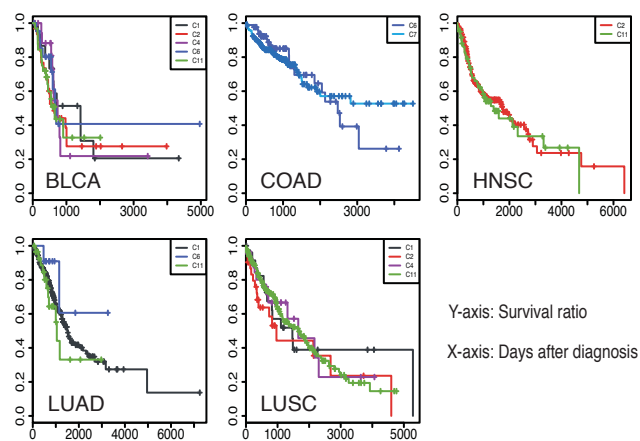 1.0
0.8
0.6
0.4
0.2
0.0
0 1000 3000 5000
C1
C2
C4
C6
C11
BLCA
1.0
0.8
0.6
0.4
0.2
0.0
0 1000 3000
C6
C7
COAD
1.0
0.8
0.6
0.4
0.2
0.0
0 2000 4000 6000
C2
C11
HNSC
1.0
0.8
0.6
0.4
0.2
0.0
0 2000 4000 6000
C1
C6
C11
LUAD
1.0
0.8
0.6
0.4
0.2
0.0
0 1000 3000 5000
C1
C2
C4
C11
LUSC
Y-axis: Survival ratio
X-axis: Days after diagnosis